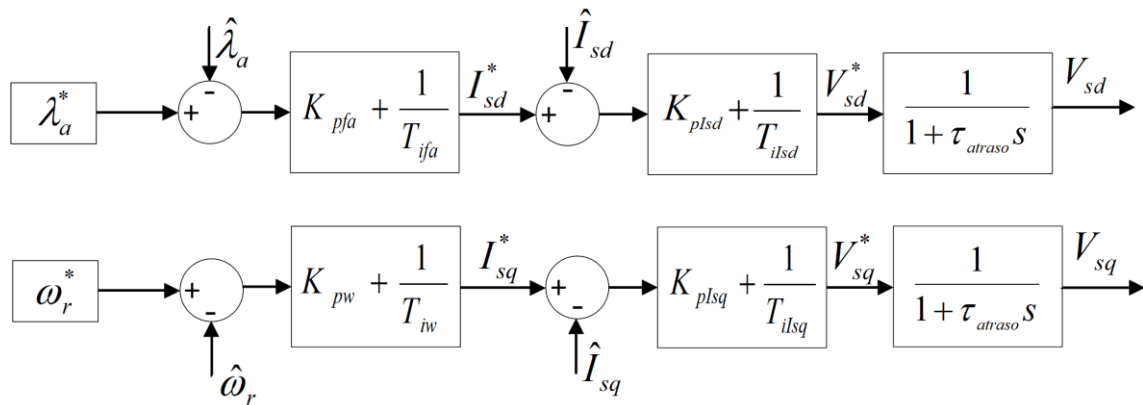 λ̂_a Î_sd
λ*_a + - K_pfa + 1/T_ifa I*_sd + - K_pIsd + 1/T_iIsd V*_sd 1/(1 + τ_atraso s) V_sd
ω*_r + - K_pw + 1/T_iw I*_sq + - K_pIsq + 1/T_iIsq V*_sq 1/(1 + τ_atraso s) V_sq
ω̂_r Î_sq